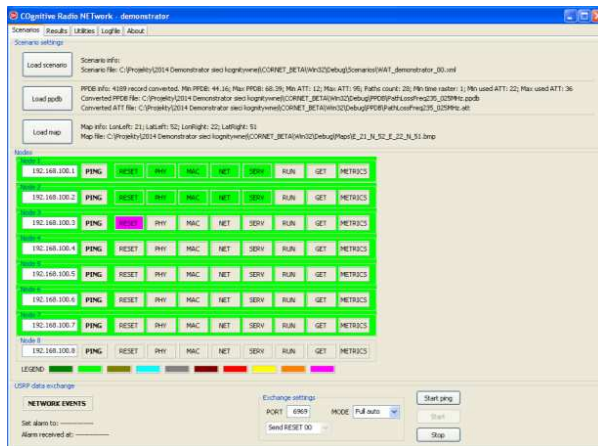 COgnitive Radio NETwork - demonstrator
Scenarios Results Utilities Logfile About
Scenario settings
Load scenario
Scenario info:
Scenario file: C:\Projekty\2014 Demonstrator sieci kognitywnej\CORNET_BETA\Win32\Debug\Scenarios\WAT_demonstrator_00.xml
Load ppdb
PPDB info: 4189 record converted. Min PPDB: 44.16; Max PPDB: 68.39; Min ATT: 12; Max ATT: 95; Paths count: 28; Min time raster: 1; Min used ATT: 22; Max used ATT: 36
Converted PPDB file: C:\Projekty\2014 Demonstrator sieci kognitywnej\CORNET_BETA\Win32\Debug\PPDB\PathLossFreq235_025MHz.ppdb
Converted ATT file: C:\Projekty\2014 Demonstrator sieci kognitywnej\CORNET_BETA\Win32\Debug\PPDB\PathLossFreq235_025MHz.att
Load map
Map info: LonLeft: 21; LatLeft: 52; LonRight: 22; LatRight: 51
Map file: C:\Projekty\2014 Demonstrator sieci kognitywnej\CORNET_BETA\Win32\Debug\Maps\E_21_N_52_E_22_N_51.bmp
Nodes
Node 1
192.168.100.1 PING RESET PHY MAC NET SERV RUN GET METRICS
Node 2
192.168.100.2 PING RESET PHY MAC NET SERV RUN GET METRICS
Node 3
192.168.100.3 PING RESET PHY MAC NET SERV RUN GET METRICS
Node 4
192.168.100.4 PING RESET PHY MAC NET SERV RUN GET METRICS
Node 5
192.168.100.5 PING RESET PHY MAC NET SERV RUN GET METRICS
Node 6
192.168.100.6 PING RESET PHY MAC NET SERV RUN GET METRICS
Node 7
192.168.100.7 PING RESET PHY MAC NET SERV RUN GET METRICS
Node 8
192.168.100.8 PING RESET PHY MAC NET SERV RUN GET METRICS
LEGEND
USRP data exchange
NETWORK EVENTS
Set alarm to: -------------
Alarm received at: -------------
Exchange settings
PORT 6969 MODE Full auto
Send RESET 00
Start ping
Start
Stop